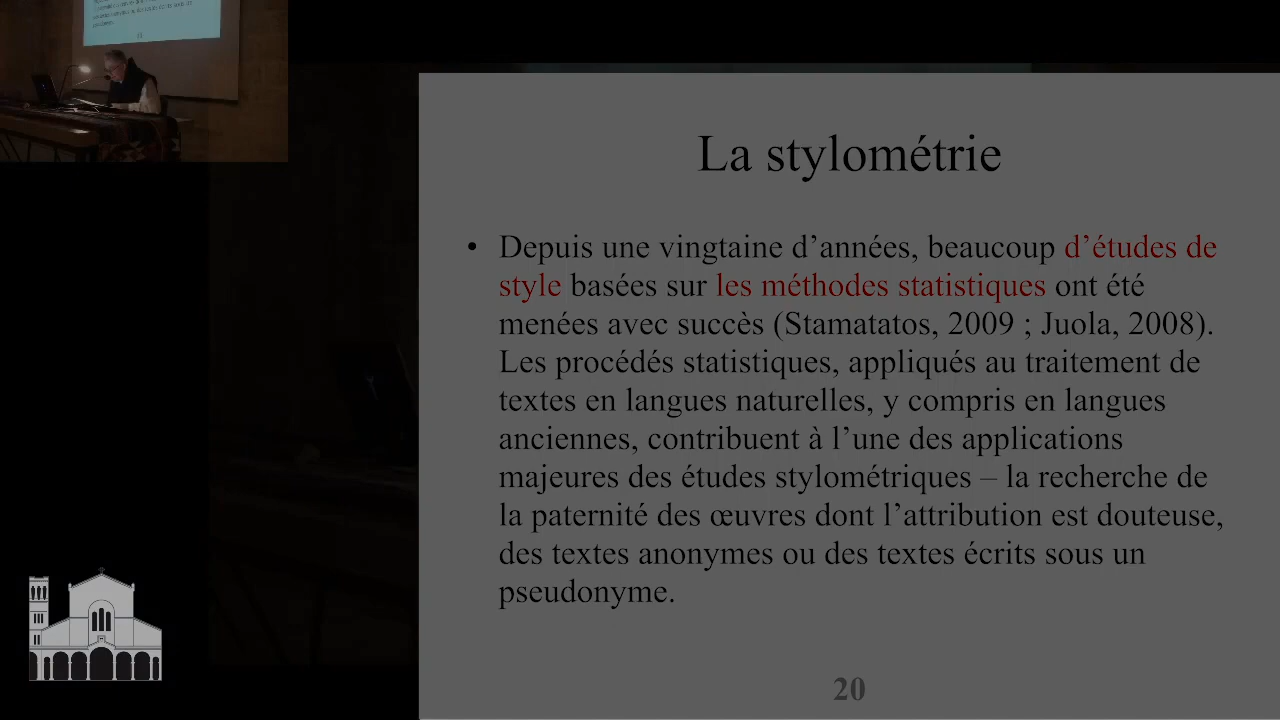 La stylométrie
• Depuis une vingtaine d’années, beaucoup d’études de
style basées sur les méthodes statistiques ont été
menées avec succès (Stamatatos, 2009 ; Juola, 2008).
Les procédés statistiques, appliqués au traitement de
textes en langues naturelles, y compris en langues
anciennes, contribuent à l’une des applications
majeures des études stylométriques – la recherche de
la paternité des œuvres dont l’attribution est douteuse,
des textes anonymes ou des textes écrits sous un
pseudonyme.
20